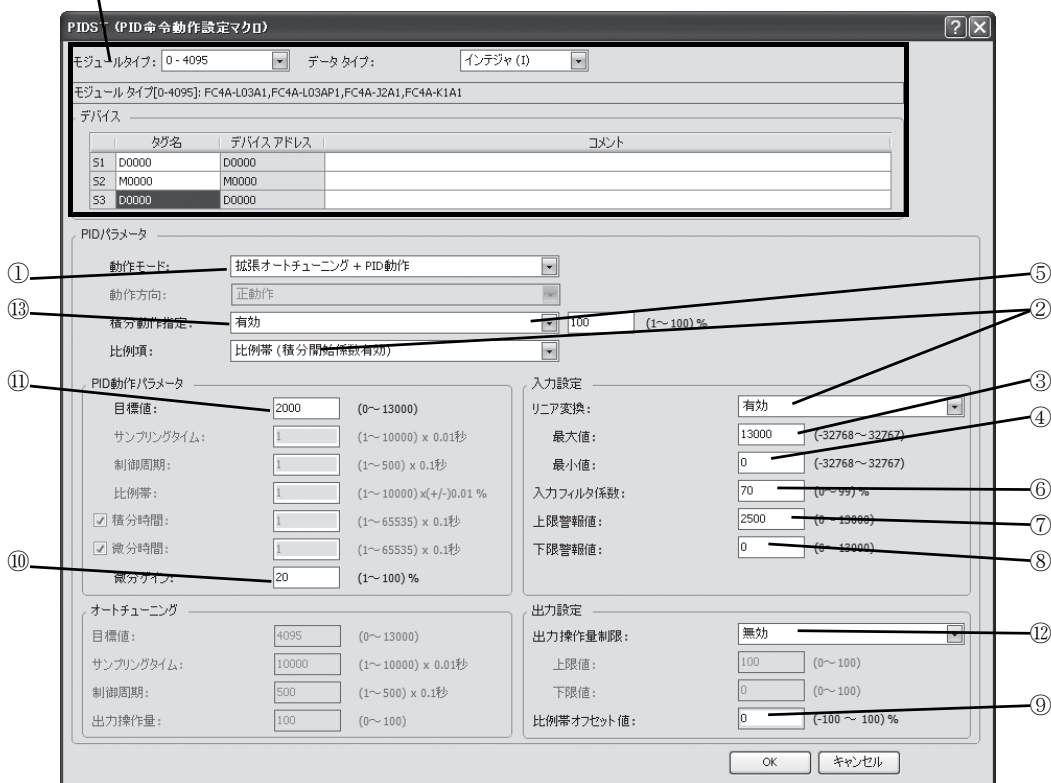 PIDST (PID命令動作設定マクロ)
モジュールタイプ: 0 - 4095 データ タイプ: インテジャ (I)
モジュール タイプ[0-4095]: FC4A-L03A1,FC4A-L03AP1,FC4A-J2A1,FC4A-K1A1
デバイス
タグ名 デバイス アドレス コメント
S1 D0000 D0000
S2 M0000 M0000
S3 D0000 D0000
PIDパラメータ
① 動作モード: 拡張オートチューニング + PID動作
動作方向: 正動作
⑤
⑬ 積分動作指定: 有効 100 (1～100) %
②
比例項: 比例帯 (積分開始係数有効)
⑪ PID動作パラメータ
目標値: 2000 (0～13000)
サンプリングタイム: 1 (1～10000) x 0.01秒
制御周期: 1 (1～500) x 0.1秒
比例帯: 1 (1～10000) x(+/-)0.01 %
積分時間: 1 (1～65535) x 0.1秒
微分時間: 1 (1～65535) x 0.1秒
⑩ 微分ゲイン: 20 (1～100) %
入力設定
③
リニア変換: 有効
④
最大値: 13000 (-32768～32767)
最小値: 0 (-32768～32767)
入力フィルタ係数: 70 (0～99) % ⑥
上限警報値: 2500 (0～13000) ⑦
下限警報値: 0 (0～13000) ⑧
オートチューニング
目標値: 4095 (0～13000)
サンプリングタイム: 10000 (1～10000) x 0.01秒
制御周期: 500 (1～500) x 0.1秒
出力操作量: 100 (0～100)
出力設定
出力操作量制限: 無効 ⑫
上限値: 100 (0～100)
下限値: 0 (0～100)
比例帯オフセット値: 0 (-100 ～ 100) % ⑨
OK キャンセル